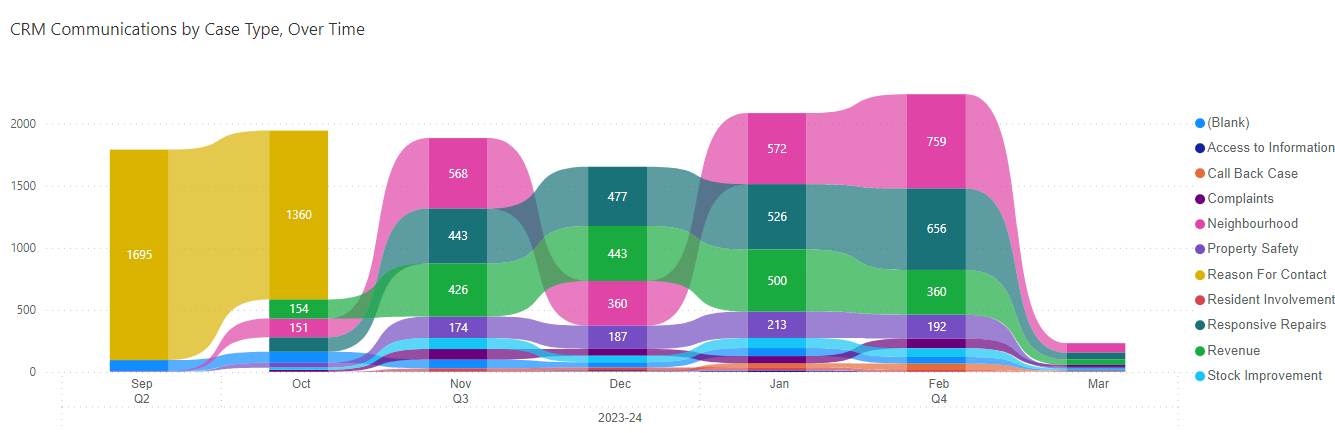 CRM Communications by Case Type, Over Time
2000
1500
1000
500
0
1695
1360
154
151
568
443
426
174
477
443
360
187
572
526
500
213
759
656
360
192
Sep Oct Nov Dec Jan Feb Mar
Q2 Q3 Q4
2023-24
(Blank)
Access to Information
Call Back Case
Complaints
Neighbourhood
Property Safety
Reason For Contact
Resident Involvement
Responsive Repairs
Revenue
Stock Improvement